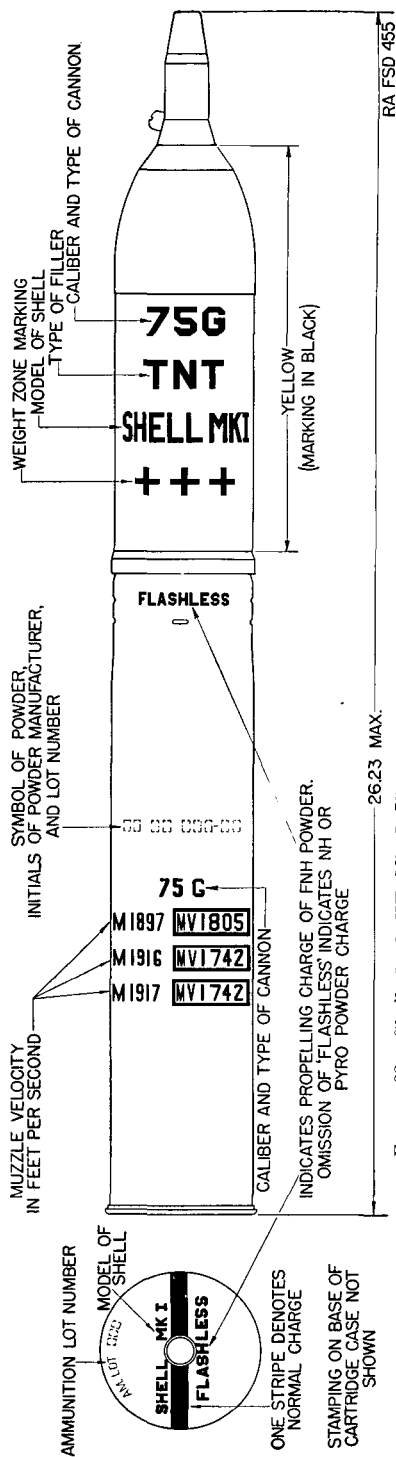 AMMUNITION LOT NUMBER
MODEL OF
SHELL
AM. LOT
SHELL MK I
FLASHLESS
ONE STRIPE DENOTES
NORMAL CHARGE
STAMPING ON BASE OF
CARTRIDGE CASE NOT
SHOWN
MUZZLE VELOCITY
IN FEET PER SECOND
SYMBOL OF POWDER,
INITIALS OF POWDER MANUFACTURER,
AND LOT NUMBER
M1897 MV1805
M1916 MV1742
M1917 MV1742
75 G
FLASHLESS
CALIBER AND TYPE OF CANNON
INDICATES PROPELLING CHARGE OF FNH POWDER.
OMISSION OF 'FLASHLESS' INDICATES NH OR
PYRO POWDER CHARGE
WEIGHT ZONE MARKING
MODEL OF SHELL
TYPE OF FILLER
CALIBER AND TYPE OF CANNON
75G
TNT
SHELL MKI
+++
YELLOW
(MARKING IN BLACK)
26.23 MAX.
RA FSD 455